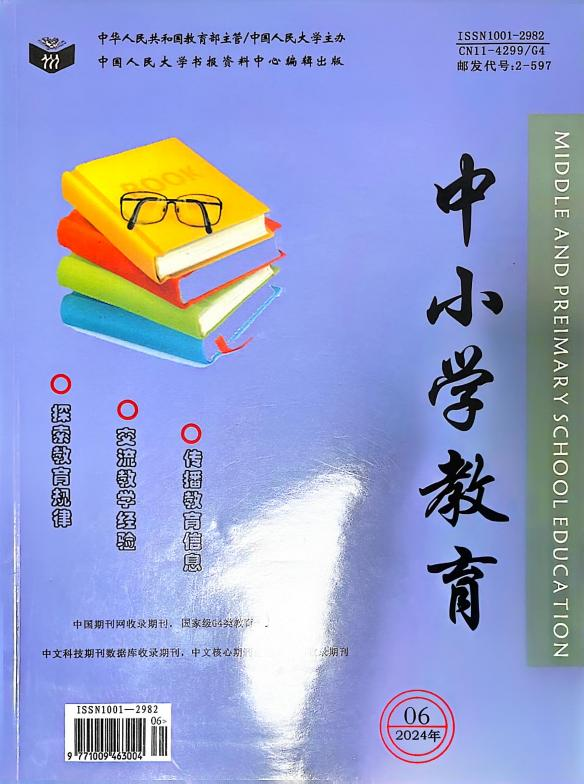 中华人民共和国教育部主管/中国人民大学主办
中国人民大学书报资料中心编辑出版
ISSN1001-2982
CN11-4299/G4
邮发代号:2-597
MIDDLE AND PREIMARY SCHOOL EDUCATION
中小学教育
BOOK
探索教育规律
交流教学经验
传播教育信息
中国期刊网收录期刊，国家级G4类教育
中文科技期刊数据库收录期刊，中文核心期 收录期刊
ISSN1001—2982
06>
9 771009 463004
06
2024年